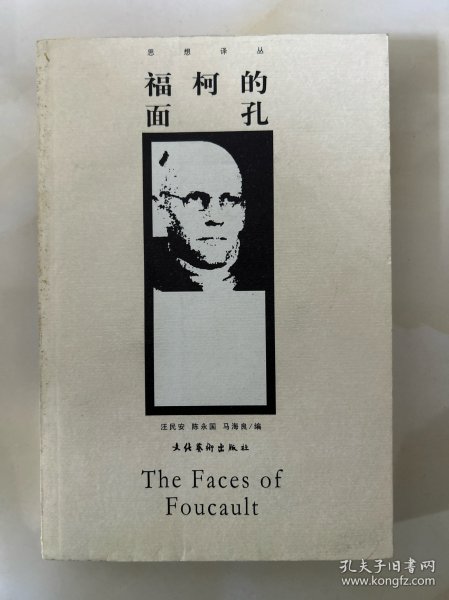 思想译丛
福柯的
面孔
汪民安 陈永国 马海良/编
文化艺术出版社
The Faces of
Foucault
孔夫子旧书网
www.kongfz.com